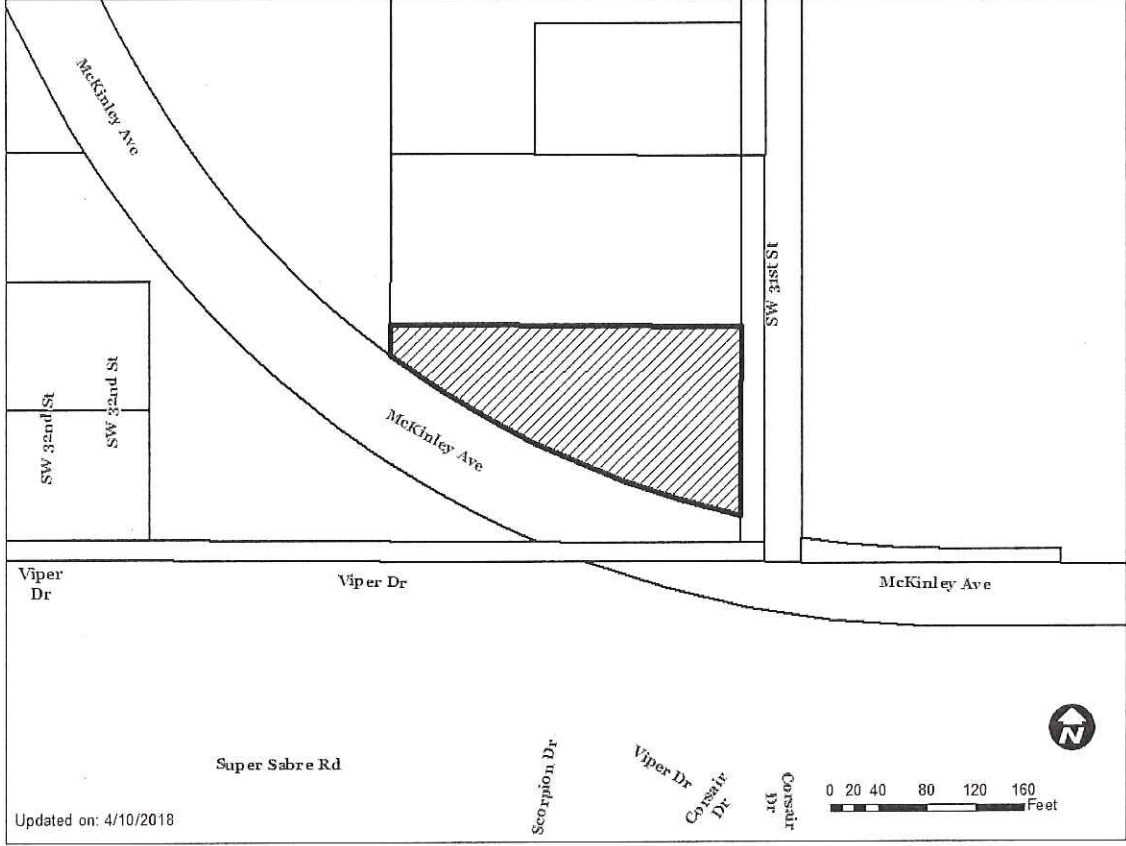 McKinley Ave
SW 31st St
SW 32nd St
SW 32nd St
McKinley Ave
Viper
Dr
Viper Dr
McKinley Ave
N
Super Sabre Rd
Scorpion Dr
Viper Dr
Corsair
Dr
Corsair
Dr
0 20 40 80 120 160
Feet
Updated on: 4/10/2018